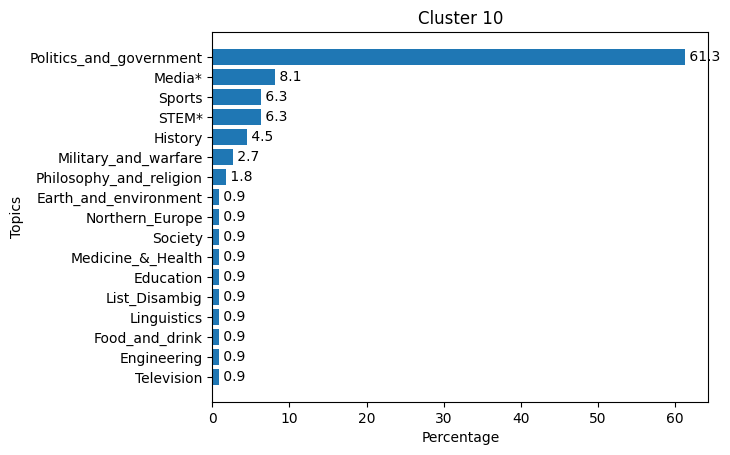 Cluster 10
Politics_and_government 61.3
Media* 8.1
Sports 6.3
STEM* 6.3
History 4.5
Military_and_warfare 2.7
Philosophy_and_religion 1.8
Earth_and_environment 0.9
Northern_Europe 0.9
Society 0.9
Medicine_&_Health 0.9
Education 0.9
List_Disambig 0.9
Linguistics 0.9
Food_and_drink 0.9
Engineering 0.9
Television 0.9
Topics
0 10 20 30 40 50 60
Percentage